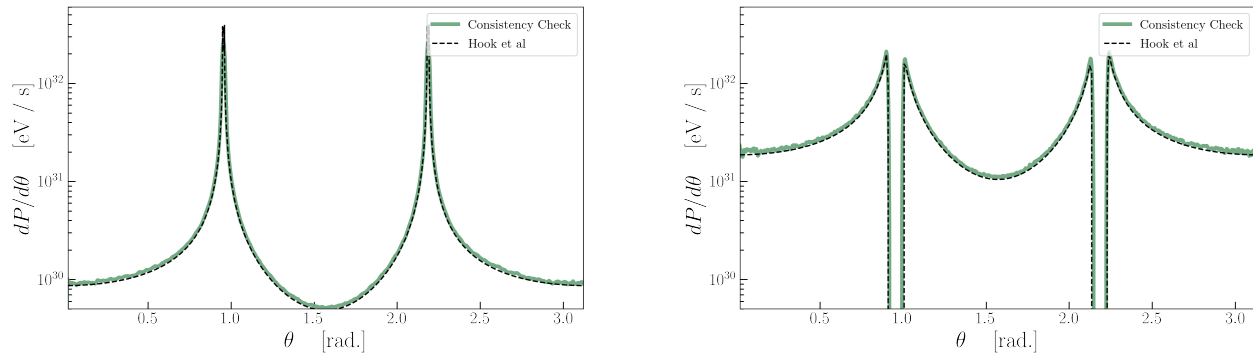 Consistency Check
Hook et al
10^32
10^31
10^30
dP/dθ [eV / s]
0.5 1.0 1.5 2.0 2.5 3.0
θ [rad.]
Consistency Check
Hook et al
10^32
10^31
10^30
dP/dθ [eV / s]
0.5 1.0 1.5 2.0 2.5 3.0
θ [rad.]